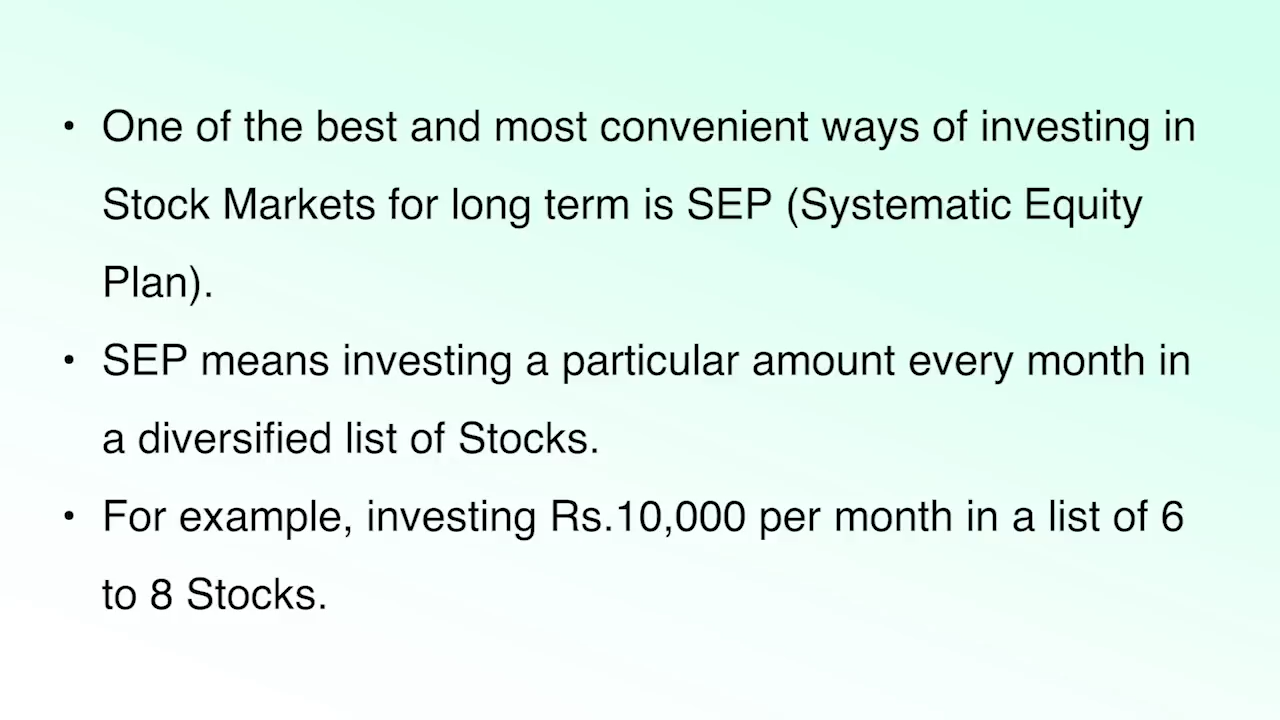 • One of the best and most convenient ways of investing in
Stock Markets for long term is SEP (Systematic Equity
Plan).
• SEP means investing a particular amount every month in
a diversified list of Stocks.
• For example, investing Rs.10,000 per month in a list of 6
to 8 Stocks.